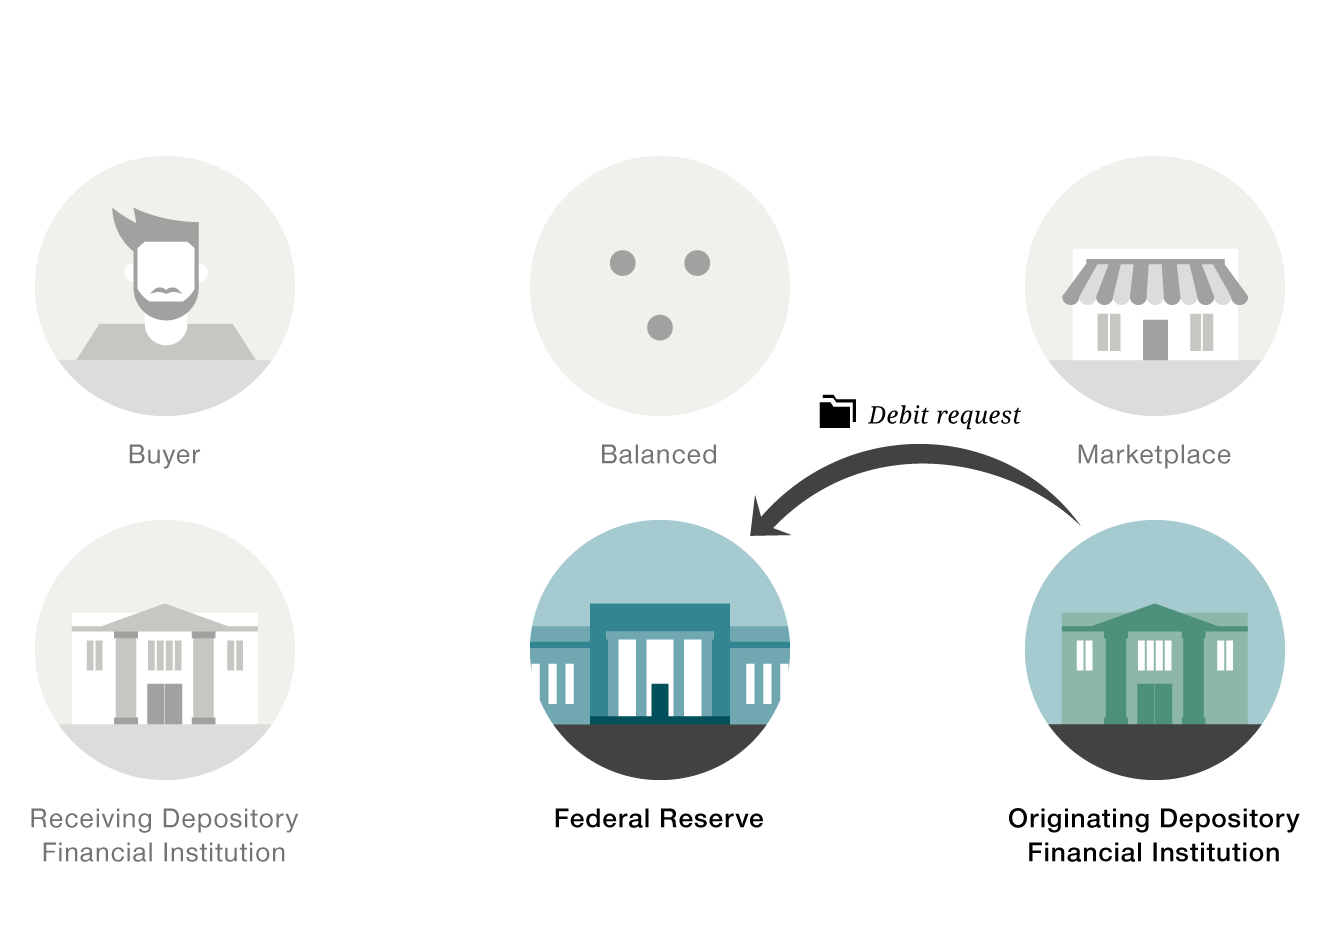 Debit request
Buyer
Balanced
Marketplace
Receiving Depository
Financial Institution
Federal Reserve
Originating Depository
Financial Institution